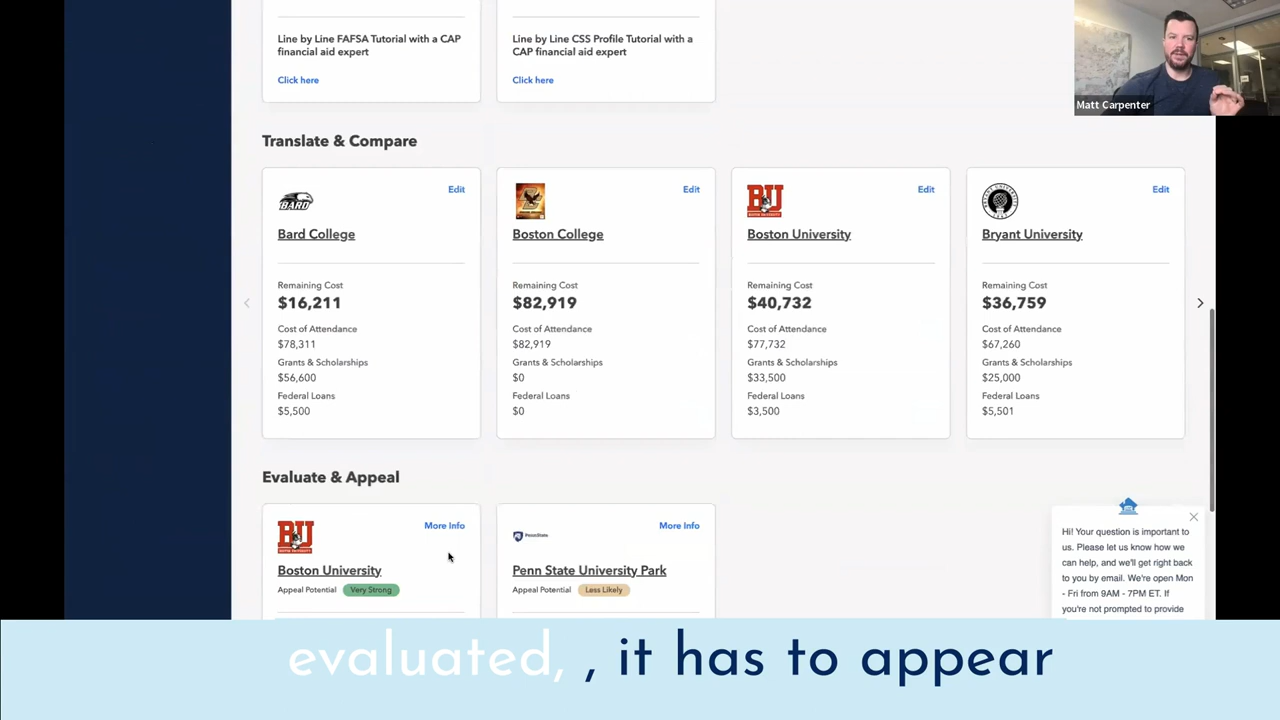 Line by Line FAFSA Tutorial with a CAP
financial aid expert
Click here
Line by Line CSS Profile Tutorial with a
CAP financial aid expert
Click here
Matt Carpenter
Translate & Compare
BARD
Edit
Bard College
Remaining Cost
$16,211
Cost of Attendance
$78,311
Grants & Scholarships
$56,600
Federal Loans
$5,500
Edit
Boston College
Remaining Cost
$82,919
Cost of Attendance
$82,919
Grants & Scholarships
$0
Federal Loans
$0
BU
BOSTON UNIVERSITY
Edit
Boston University
Remaining Cost
$40,732
Cost of Attendance
$77,732
Grants & Scholarships
$33,500
Federal Loans
$3,500
Edit
Bryant University
Remaining Cost
$36,759
Cost of Attendance
$67,260
Grants & Scholarships
$25,000
Federal Loans
$5,501
Evaluate & Appeal
BU
BOSTON UNIVERSITY
More Info
Boston University
Appeal Potential Very Strong
PennState
More Info
Penn State University Park
Appeal Potential Less Likely
Hi! Your question is important to
us. Please let us know how we
can help, and we'll get right back
to you by email. We're open Mon
- Fri from 9AM - 7PM ET. If
you're not prompted to provide
evaluated, , it has to appear